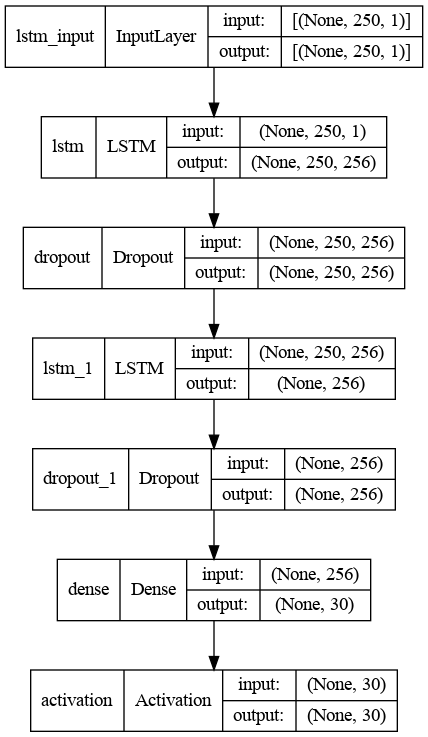 lstm_input InputLayer input: [(None, 250, 1)]
output: [(None, 250, 1)]
lstm LSTM input: (None, 250, 1)
output: (None, 250, 256)
dropout Dropout input: (None, 250, 256)
output: (None, 250, 256)
lstm_1 LSTM input: (None, 250, 256)
output: (None, 256)
dropout_1 Dropout input: (None, 256)
output: (None, 256)
dense Dense input: (None, 256)
output: (None, 30)
activation Activation input: (None, 30)
output: (None, 30)